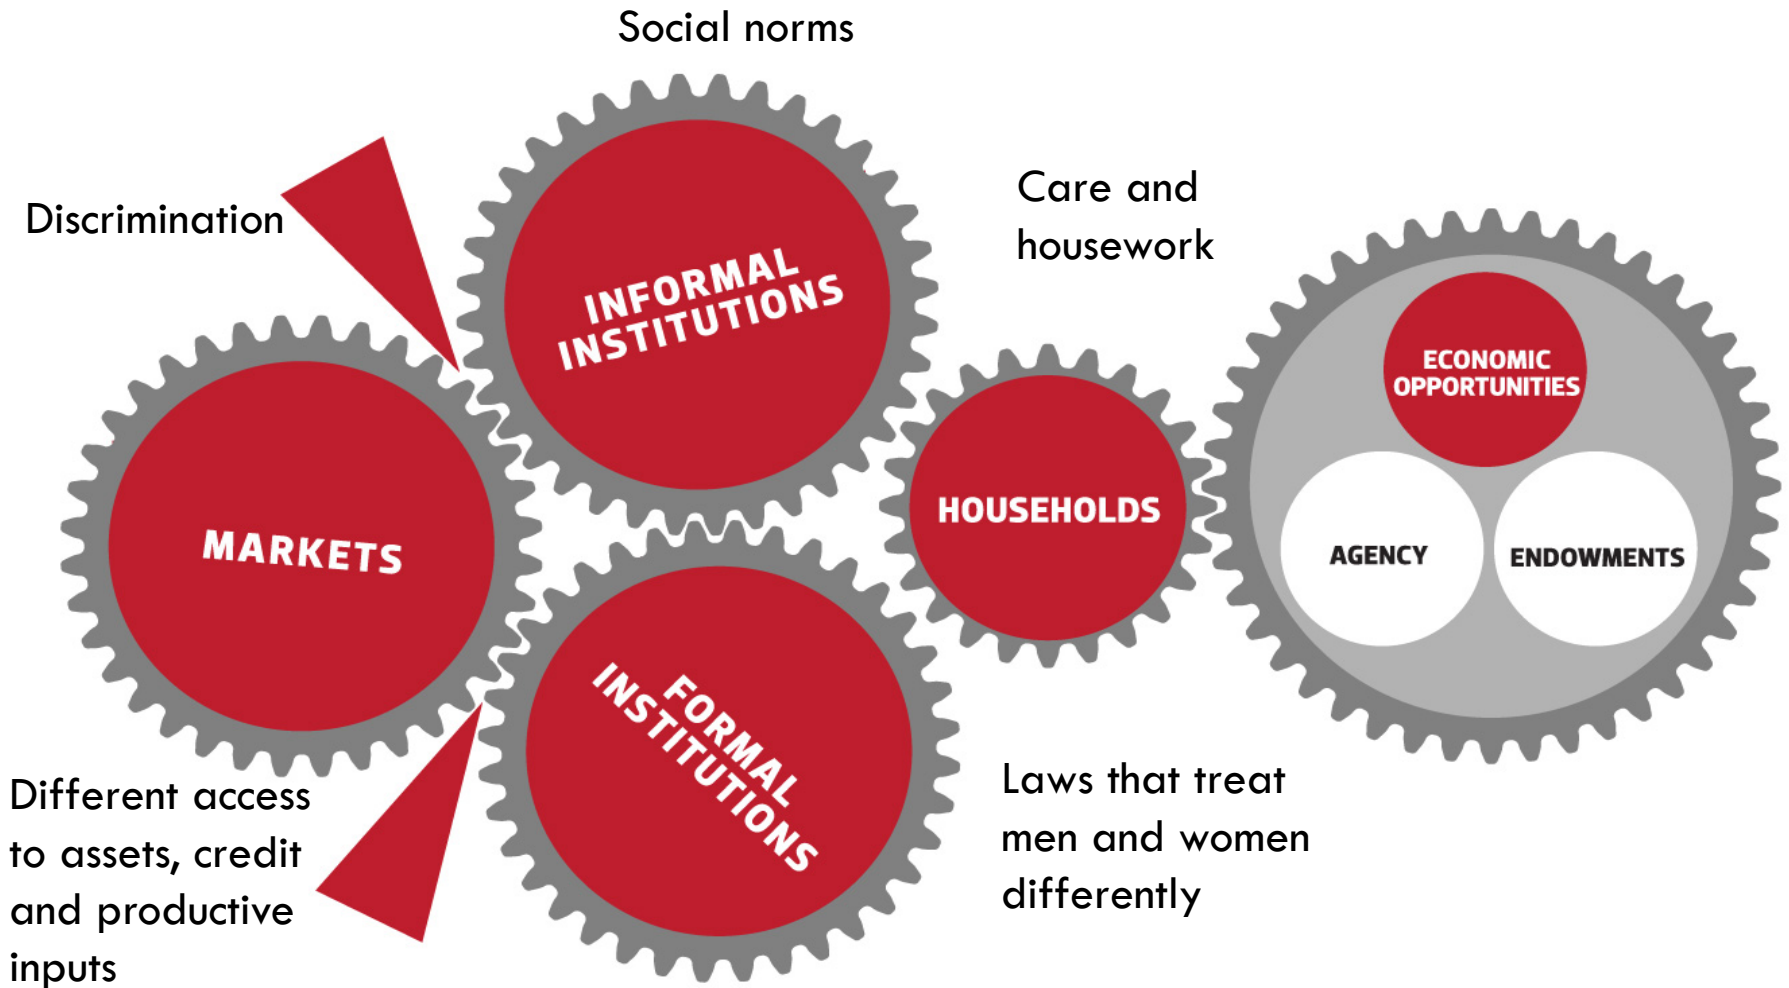 Social norms
Discrimination
INFORMAL
INSTITUTIONS
Care and
housework
ECONOMIC
OPPORTUNITIES
MARKETS
HOUSEHOLDS
AGENCY
ENDOWMENTS
FORMAL
INSTITUTIONS
Different access
to assets, credit
and productive
inputs
Laws that treat
men and women
differently